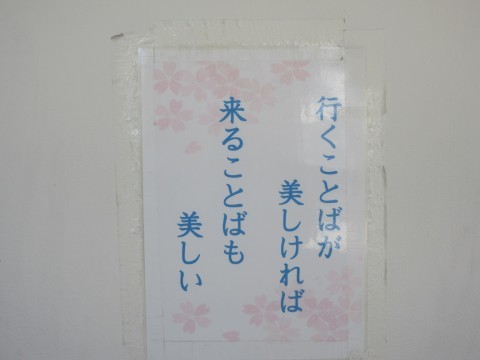 行くことばが
美しければ
来ることばも
美しい